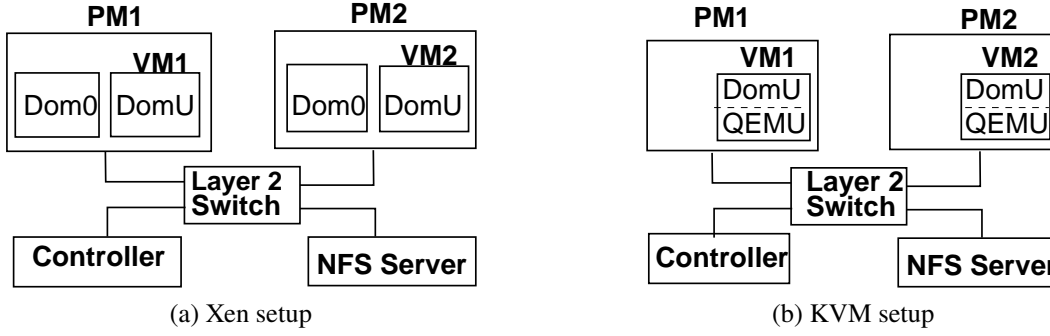 PM1
PM2
VM1
VM2
Dom0
DomU
Dom0
DomU
Layer 2
Switch
Controller
NFS Server
(a) Xen setup
PM1
PM2
VM1
VM2
DomU
QEMU
DomU
QEMU
Layer 2
Switch
Controller
NFS Server
(b) KVM setup